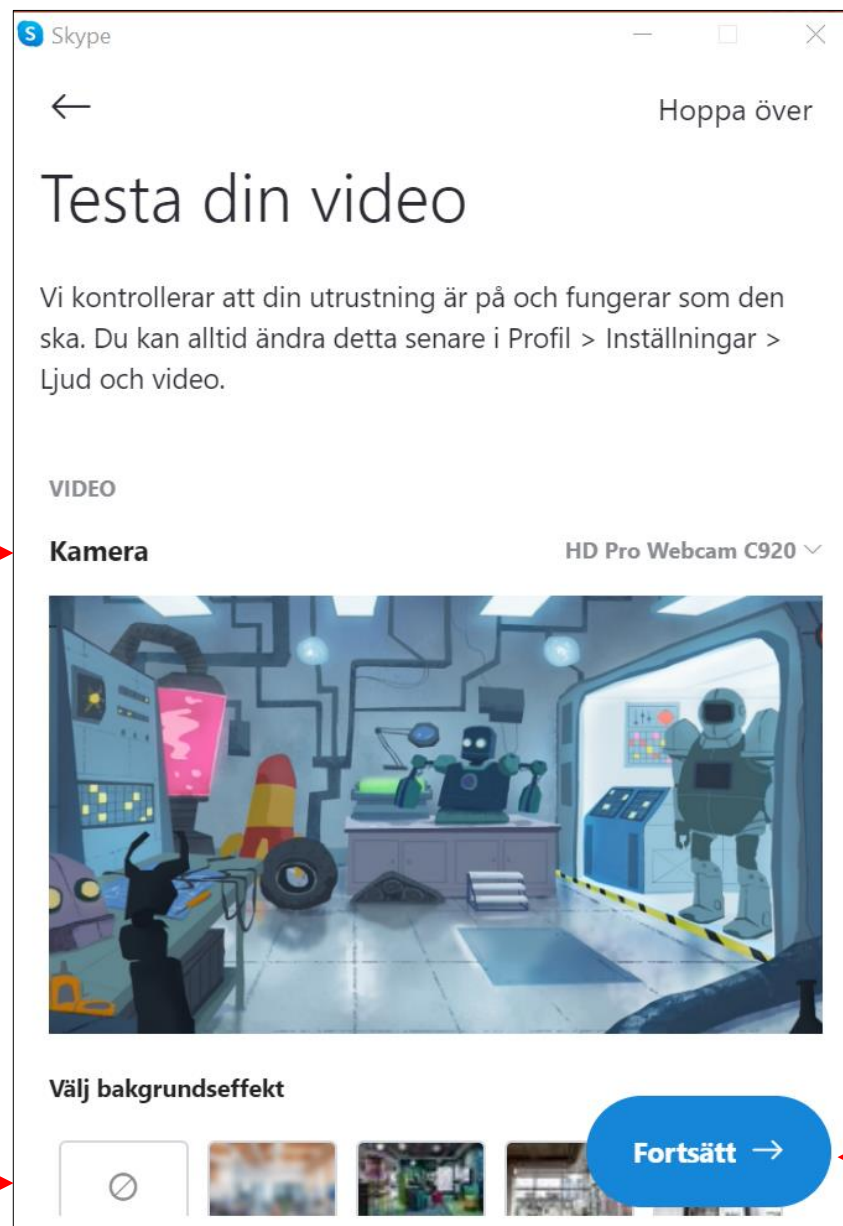 Skype
Hoppa över
Testa din video
Vi kontrollerar att din utrustning är på och fungerar som den
ska. Du kan alltid ändra detta senare i Profil > Inställningar >
Ljud och video.
VIDEO
Kamera
HD Pro Webcam C920
Välj bakgrundseffekt
Fortsätt